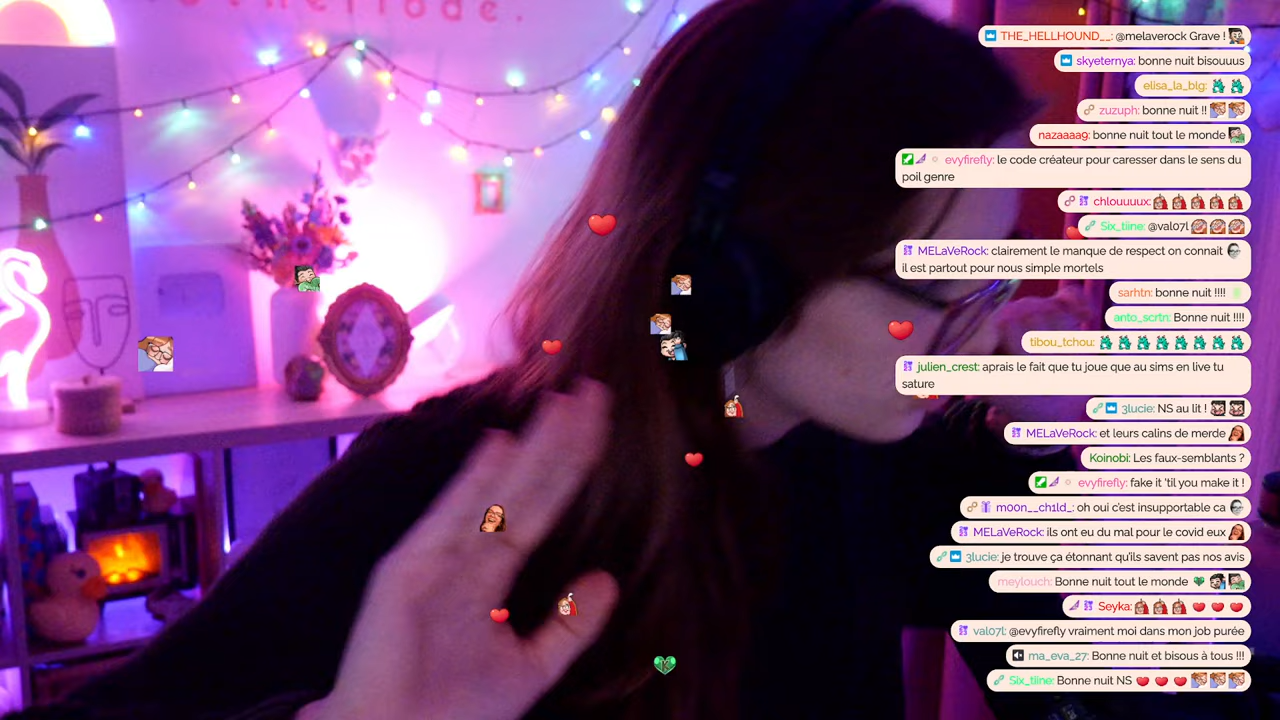 THE_HELLHOUND__: @melaverock Grave !
skyeternya: bonne nuit bisouuus
elisa_la_blg:
zuzuph: bonne nuit !!
nazaaaa9: bonne nuit tout le monde
evyfirefly: le code créateur pour caresser dans le sens du
poil genre
chlouuuux:
Six_tiine: @val07l
MELaVeRock: clairement le manque de respect on connait
il est partout pour nous simple mortels
sarhtn: bonne nuit !!!!
anto_scrtn: Bonne nuit !!!!
tibou_tchou:
julien_crest: aprais le fait que tu joue que au sims en live tu
sature
3lucie: NS au lit !
MELaVeRock: et leurs calins de merde
Koinobi: Les faux-semblants ?
evyfirefly: fake it 'til you make it !
m00n__ch1ld_: oh oui c'est insupportable ca
MELaVeRock: ils ont eu du mal pour le covid eux
3lucie: je trouve ça étonnant qu'ils savent pas nos avis
meylouch: Bonne nuit tout le monde
Seyka:
val07l: @evyfirefly vraiment moi dans mon job purée
ma_eva_27: Bonne nuit et bisous à tous !!!
Six_tiine: Bonne nuit NS